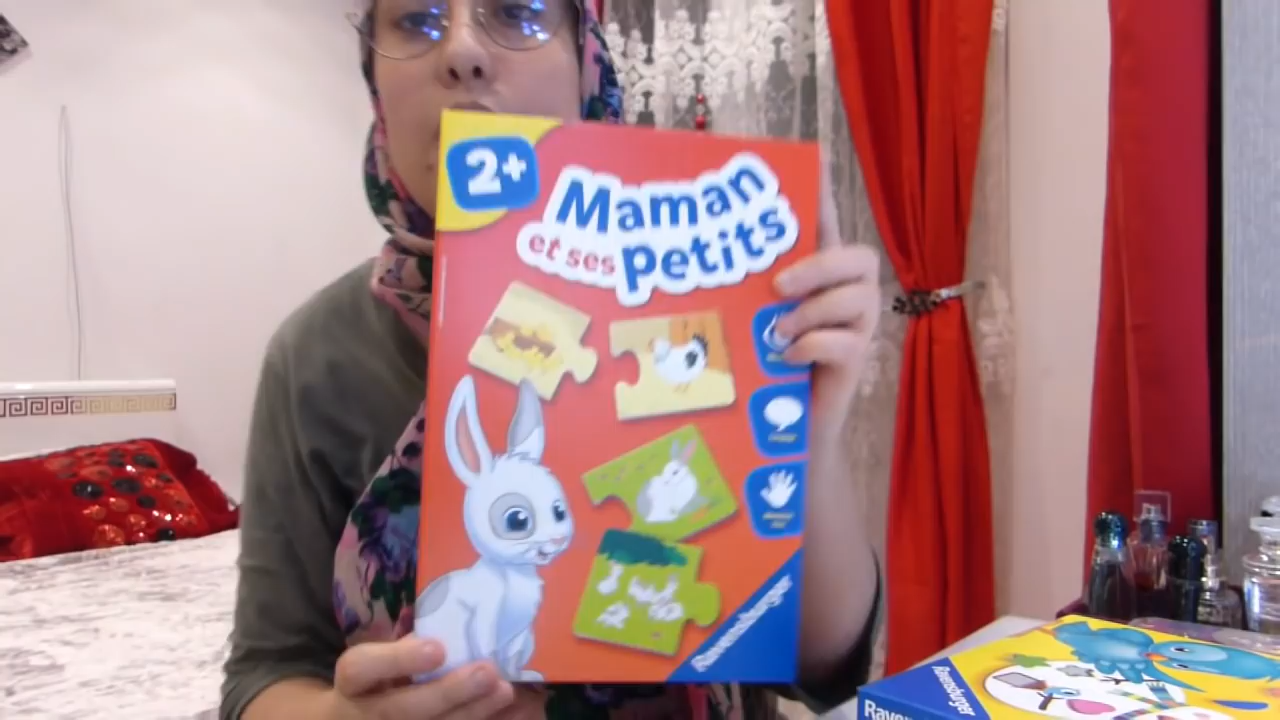 2+
Maman
et ses petits
Ravensburger
Ravensburger